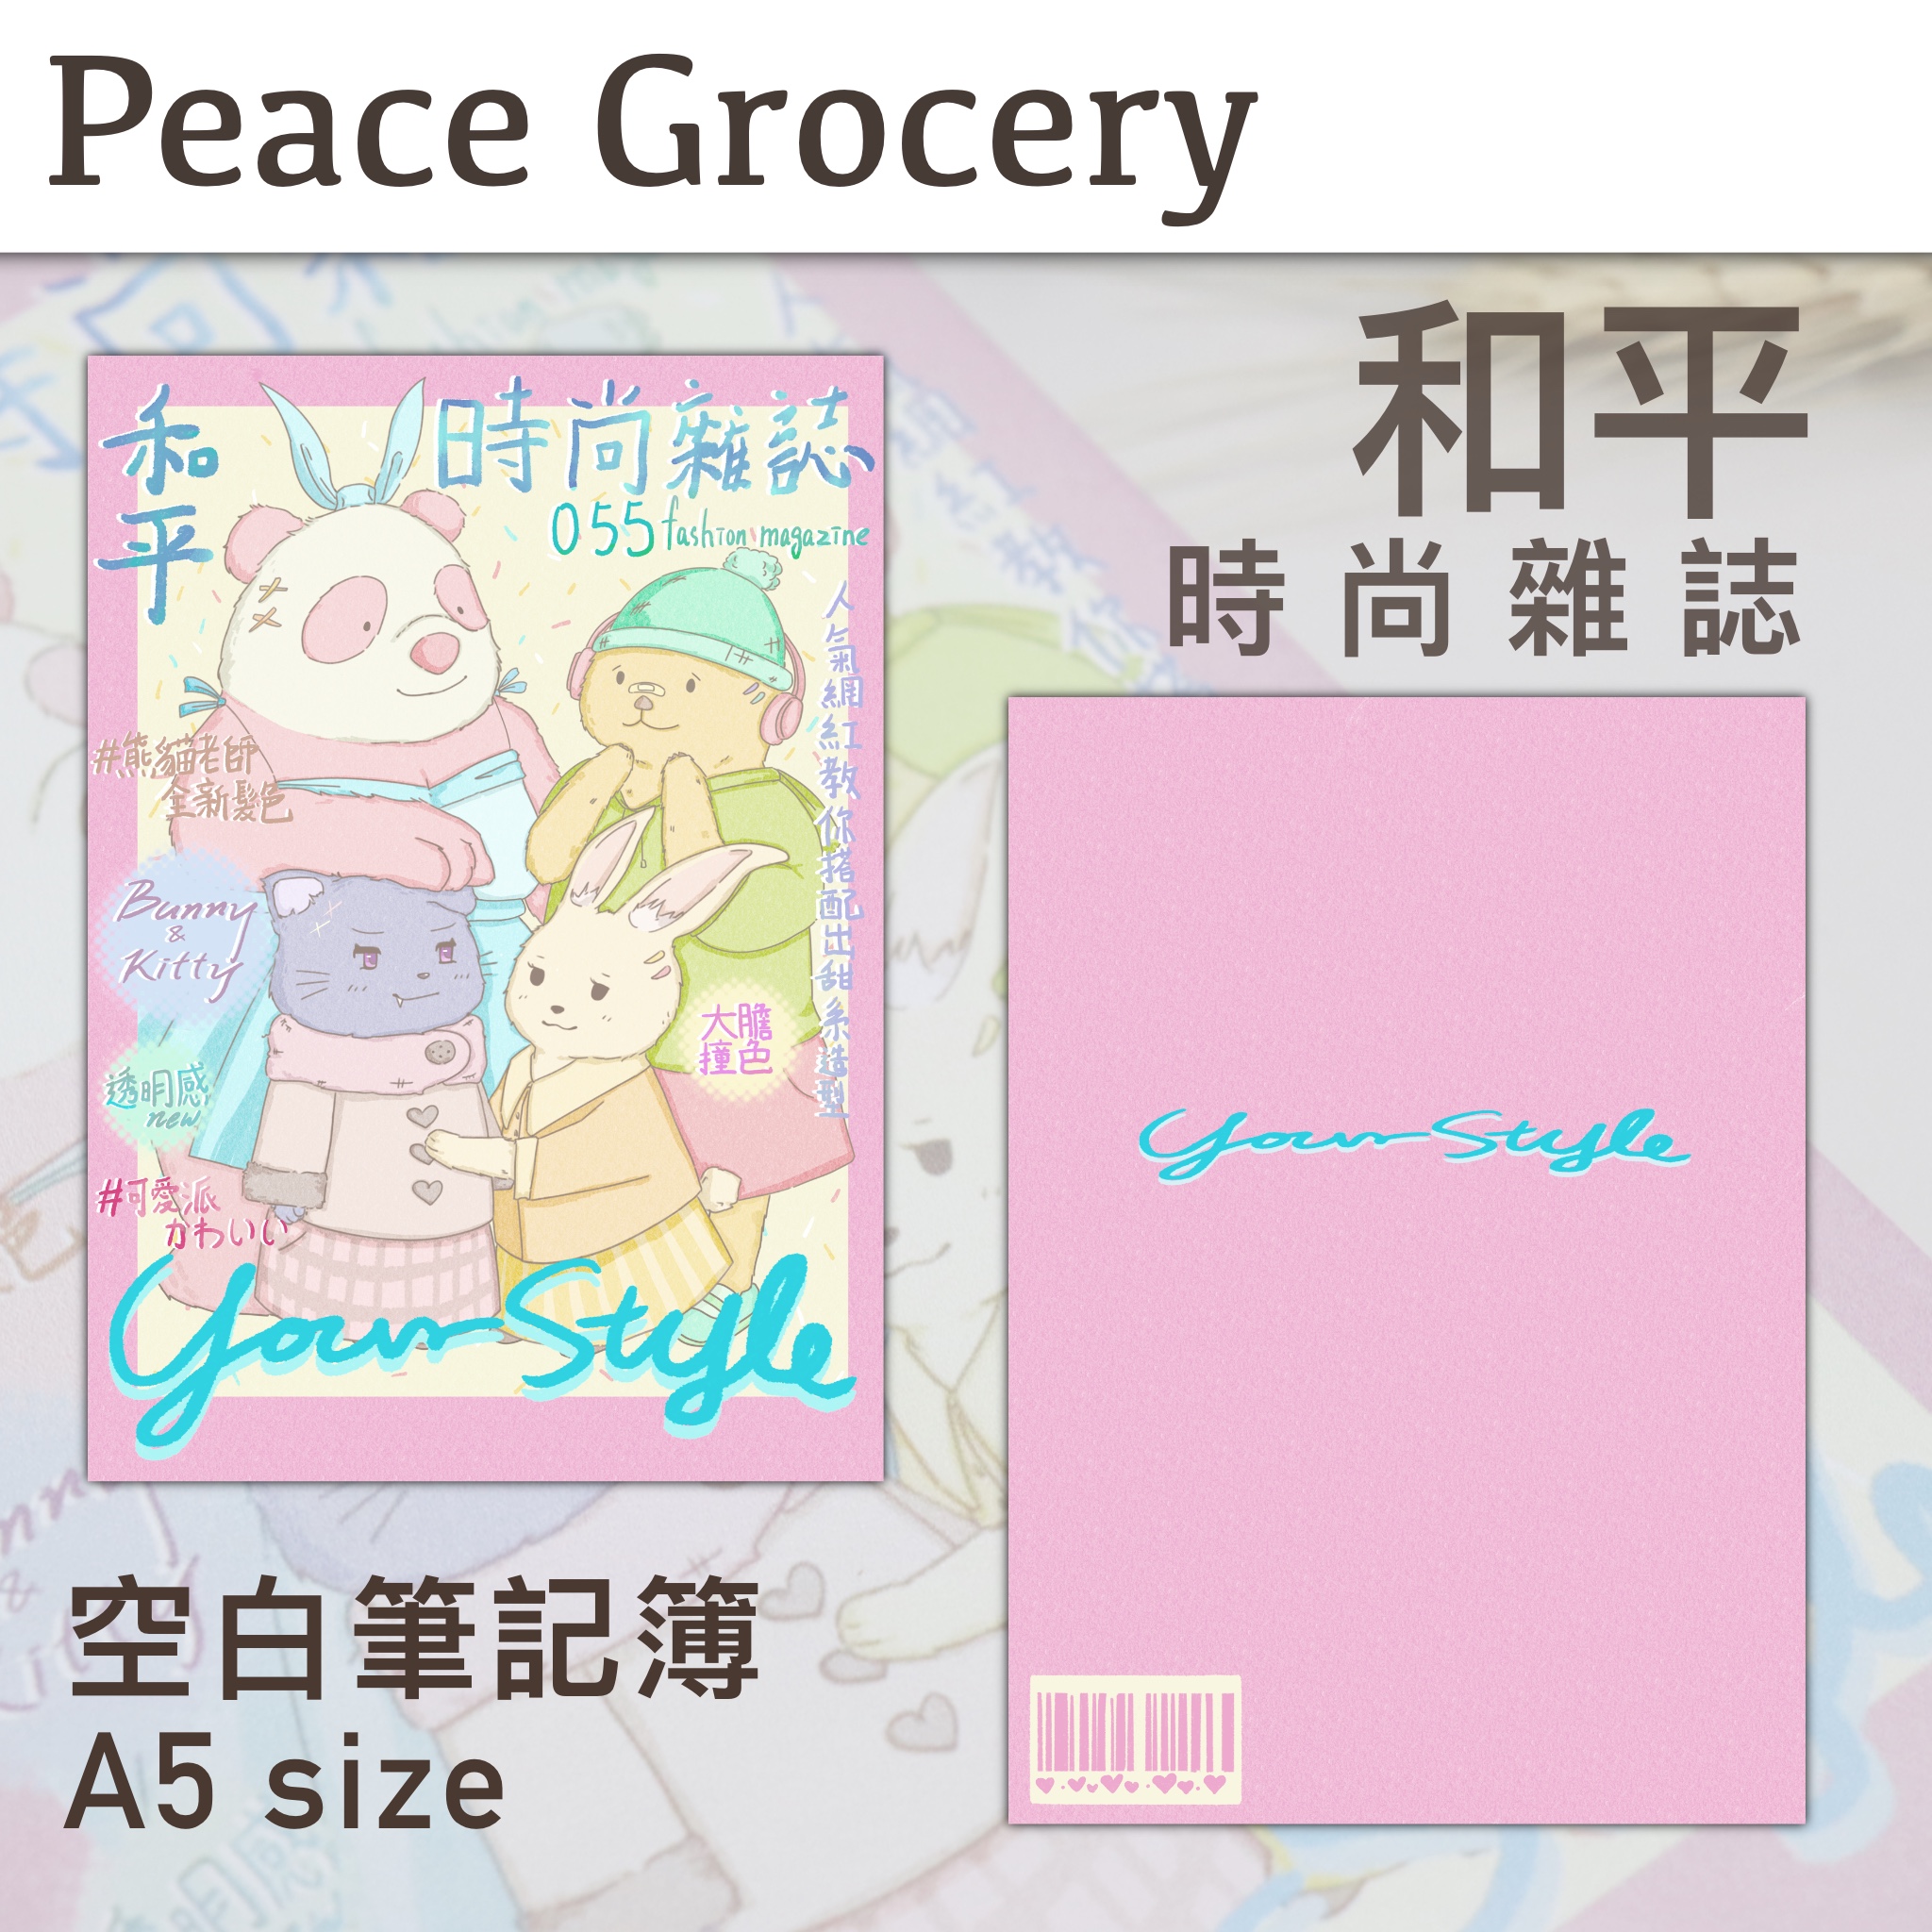 Peace Grocery
和平
時尚雜誌
和平
時尚雜誌
055 fashion magazine
人氣網紅教你搭配出甜系造型
#熊貓老師
全新髮色
Bunny
&
Kitty
大膽
撞色
透明感
new
#可愛派
かわいい
your Style
your Style
空白筆記簿
A5 size